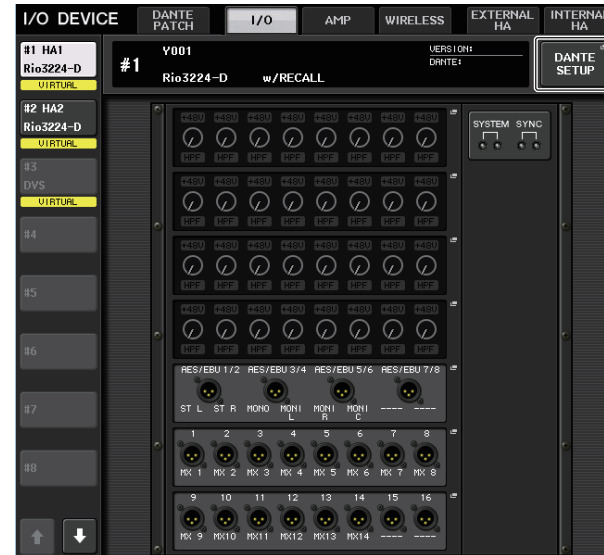 I/O DEVICE
DANTE PATCH
I/O
AMP
WIRELESS
EXTERNAL HA
INTERNAL HA
#1 HA1
Rio3224-D
VIRTUAL
#2 HA2
Rio3224-D
VIRTUAL
#3
DVS
VIRTUAL
#4
#5
#6
#7
#8
#1
Y001
Rio3224-D w/RECALL
VERSION:
DANTE:
DANTE SETUP
SYSTEM SYNC
+48V +48V +48V +48V +48V +48V +48V +48V
HPF HPF HPF HPF HPF HPF HPF HPF
+48V +48V +48V +48V +48V +48V +48V +48V
HPF HPF HPF HPF HPF HPF HPF HPF
+48V +48V +48V +48V +48V +48V +48V +48V
HPF HPF HPF HPF HPF HPF HPF HPF
+48V +48V +48V +48V +48V +48V +48V +48V
HPF HPF HPF HPF HPF HPF HPF HPF
AES/EBU 1/2 AES/EBU 3/4 AES/EBU 5/6 AES/EBU 7/8
ST L ST R MONO MONI L MONI R MONI C ---- ----
1 2 3 4 5 6 7 8
MX 1 MX 2 MX 3 MX 4 MX 5 MX 6 MX 7 MX 8
9 10 11 12 13 14 15 16
MX 9 MX10 MX11 MX12 MX13 MX14 ---- ----